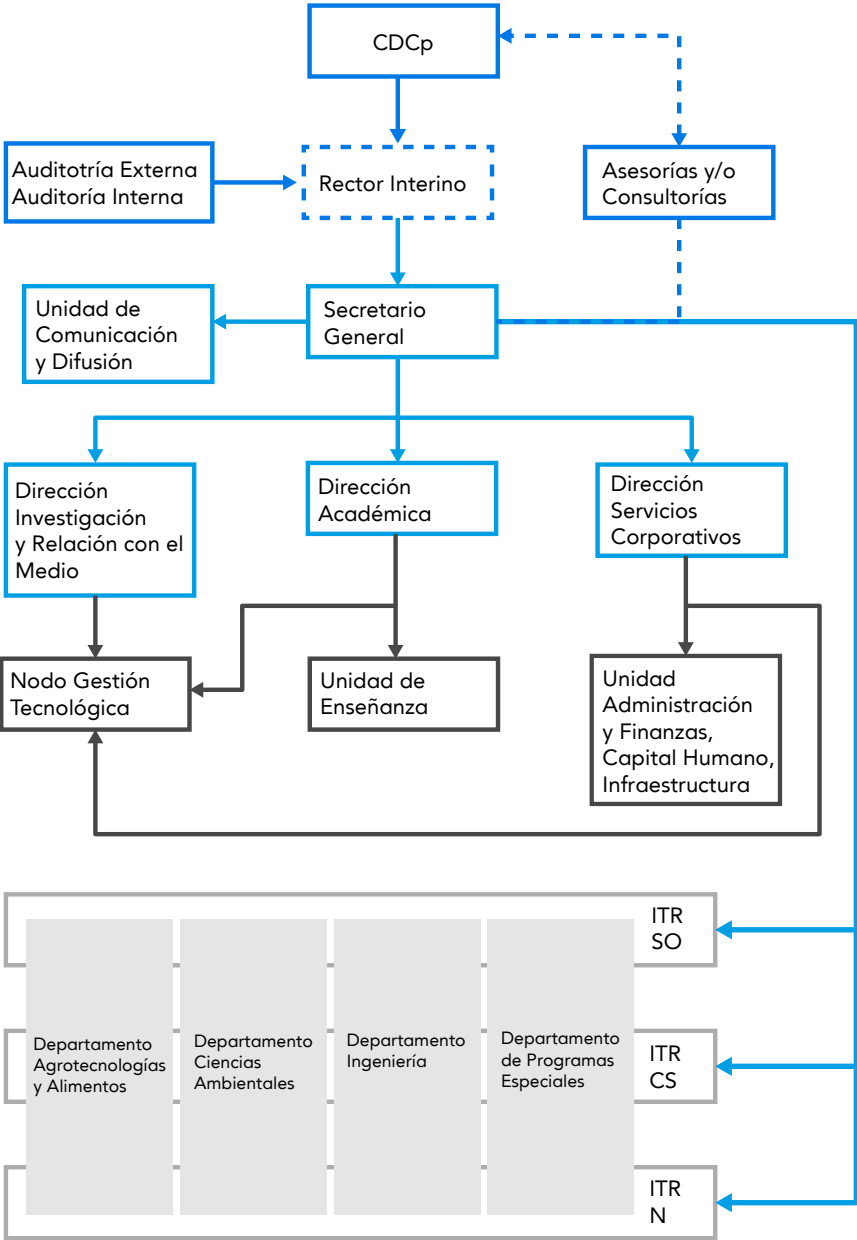 CDCp
Auditotría Externa
Auditoría Interna
Rector Interino
Asesorías y/o
Consultorías
Unidad de
Comunicación
y Difusión
Secretario
General
Dirección
Investigación
y Relación con el
Medio
Dirección
Académica
Dirección
Servicios
Corporativos
Nodo Gestión
Tecnológica
Unidad de
Enseñanza
Unidad
Administración
y Finanzas,
Capital Humano,
Infraestructura
ITR
SO
Departamento
Agrotecnologías
y Alimentos
Departamento
Ciencias
Ambientales
Departamento
Ingeniería
Departamento
de Programas
Especiales
ITR
CS
ITR
N